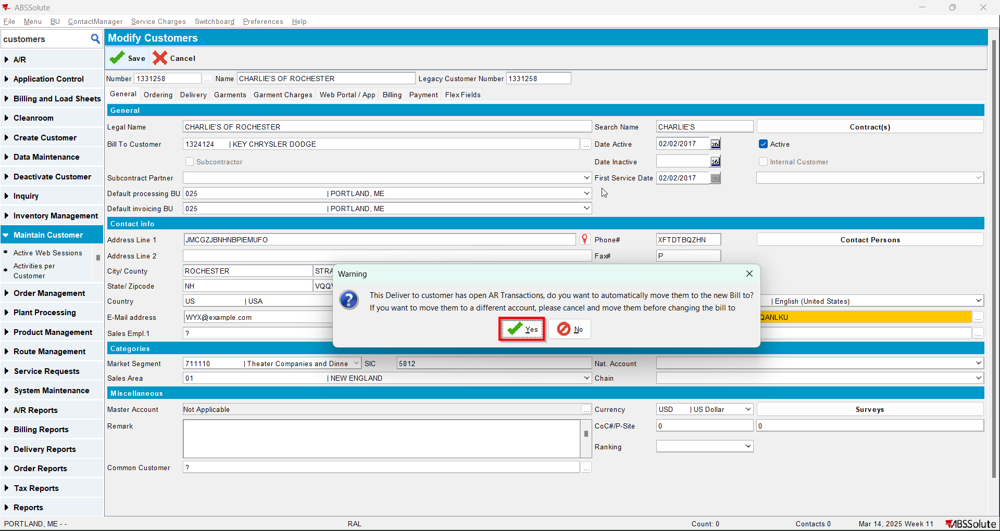 ABSSolute
File Menu BU ContactManager Service Charges Switchboard Preferences Help
customers
Modify Customers
Save Cancel
Number 1331258 ... Name CHARLIE'S OF ROCHESTER Legacy Customer Number 1331258
General Ordering Delivery Garments Garment Charges Web Portal / App Billing Payment Flex Fields
General
Legal Name CHARLIE'S OF ROCHESTER Search Name CHARLIE'S Contract(s)
Bill To Customer 1324124 | KEY CHRYSLER DODGE ... Date Active 02/02/2017 16 Active
Subcontractor Date Inactive 16 Internal Customer
Subcontract Partner First Service Date 02/02/2017 16
Default processing BU 025 | PORTLAND, ME
Default invoicing BU 025 | PORTLAND, ME
Contact info
Address Line 1 JMCGZJBNHNBPIEMUFO Phone# XFTDTBQZHN Contact Persons
Address Line 2 Fax# P
City/ County ROCHESTER STRA
State/ Zipcode NH VQQ
Country US | USA | English (United States)
E-Mail address WYX@example.com QANLKU ...
Sales Empl.1 ? ...
Warning
This Deliver to customer has open AR Transactions, do you want to automatically move them to the new Bill to?
If you want to move them to a different account, please cancel and move them before changing the bill to
Yes No
Categories
Market Segment 711110 | Theater Companies and Dinne SIC 5812 Nat. Account
Sales Area 01 | NEW ENGLAND Chain
Miscellaneous
Master Account Not Applicable ... Currency USD | US Dollar Surveys
Remark CoC#/P-Site 0 0
Ranking
Common Customer ? ...
A/R
Application Control
Billing and Load Sheets
Cleanroom
Create Customer
Data Maintenance
Deactivate Customer
Inquiry
Inventory Management
Maintain Customer
Active Web Sessions
Activities per
Customer
Order Management
Plant Processing
Product Management
Route Management
Service Requests
System Maintenance
A/R Reports
Billing Reports
Delivery Reports
Order Reports
Tax Reports
Reports
PORTLAND, ME - - RAL Count: 0 Contacts 0 Mar 14, 2025 Week 11 ABSSolute